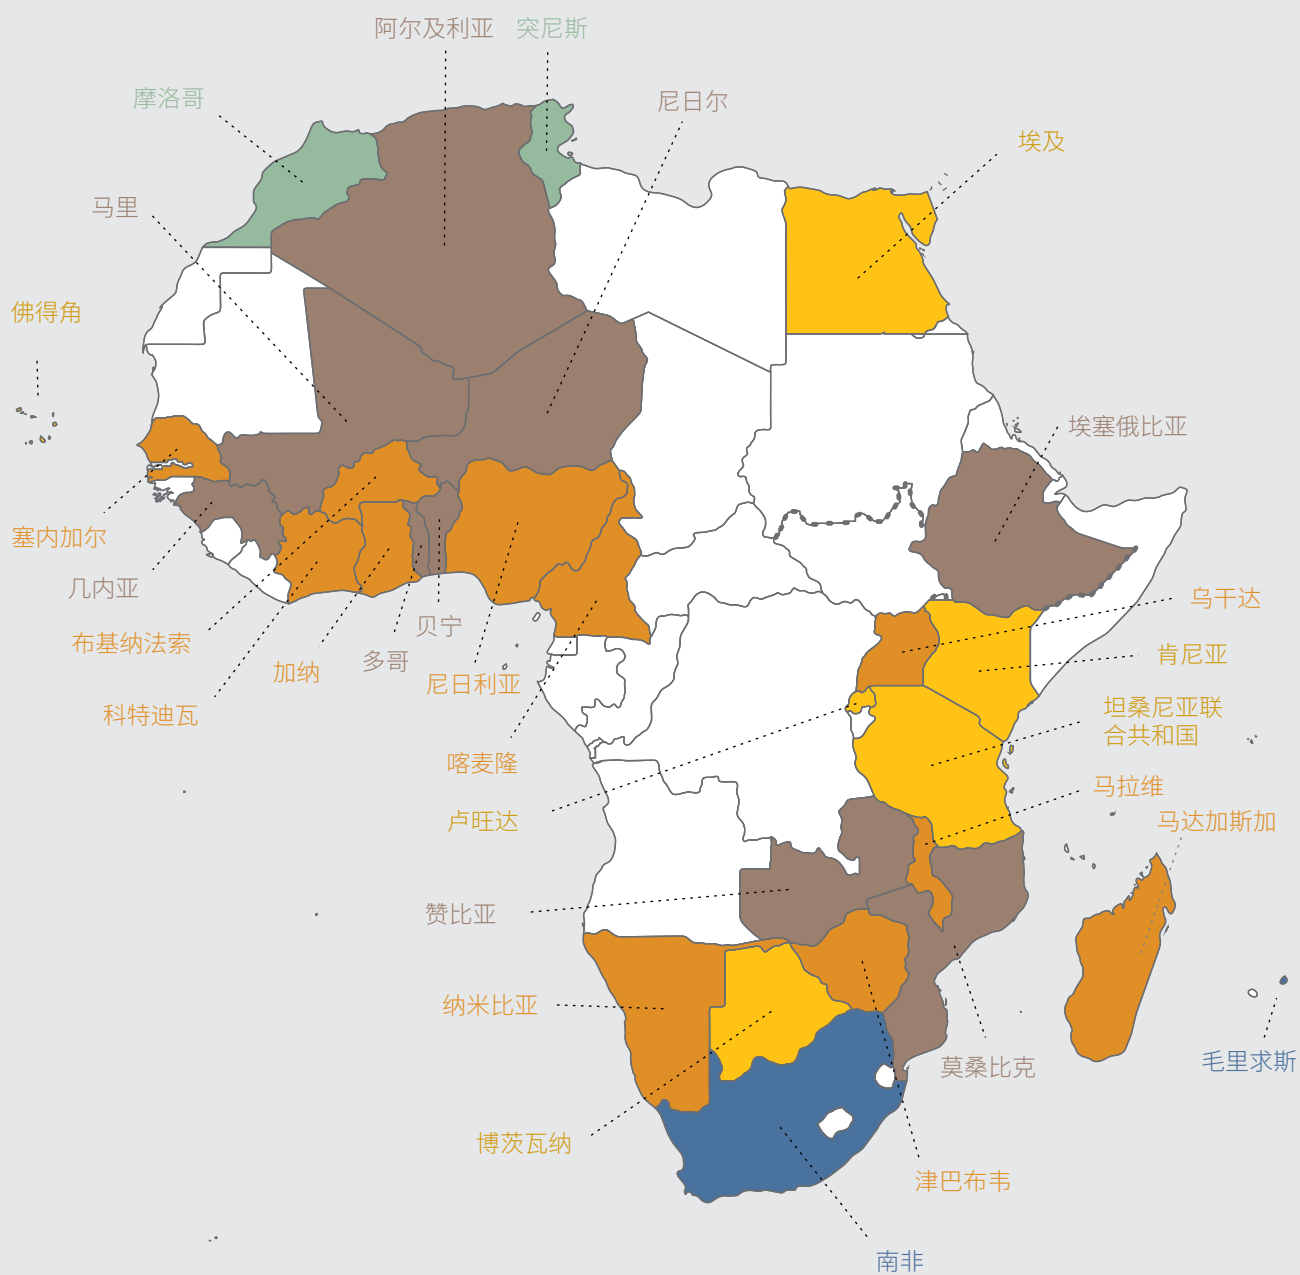 阿尔及利亚
突尼斯
摩洛哥
尼日尔
埃及
马里
佛得角
埃塞俄比亚
塞内加尔
几内亚
乌干达
贝宁
布基纳法索
肯尼亚
多哥
加纳
尼日利亚
科特迪瓦
坦桑尼亚联
合共和国
喀麦隆
马拉维
卢旺达
马达加斯加
赞比亚
纳米比亚
毛里求斯
莫桑比克
博茨瓦纳
津巴布韦
南非